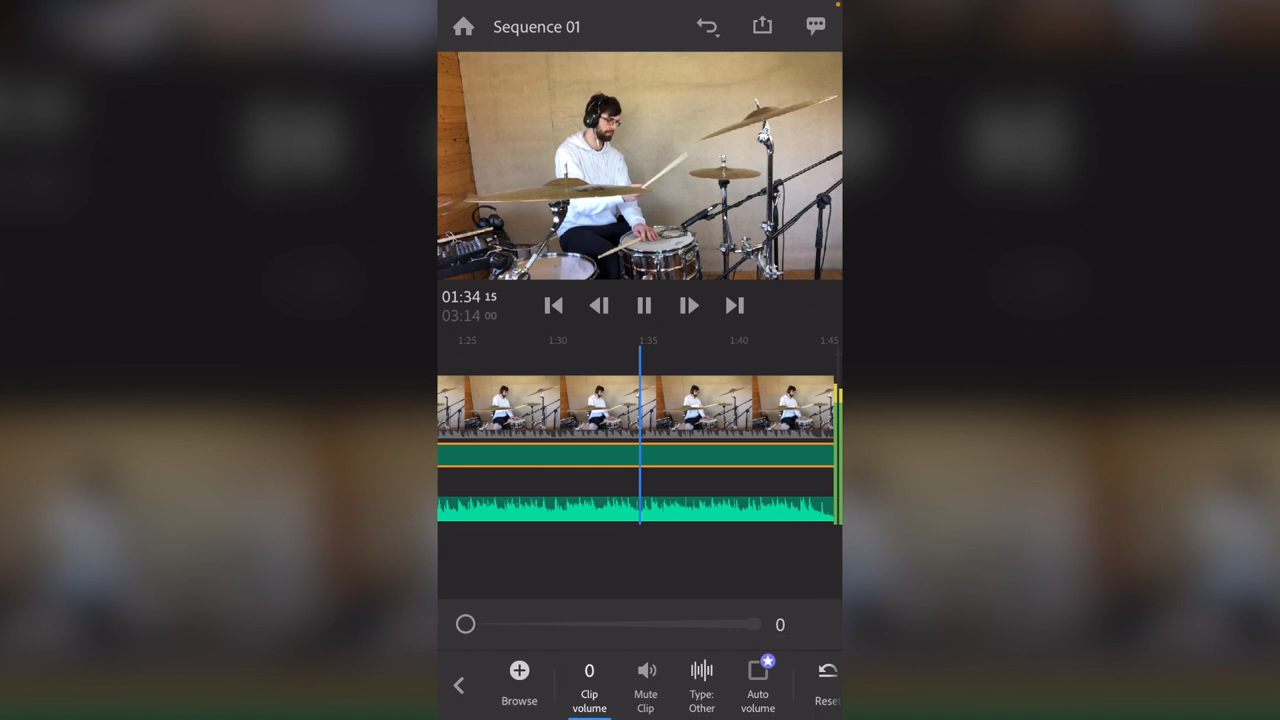 Sequence 01
01:34 15
03:14 00
1:25 1:30 1:35 1:40 1:45
0
Browse
0
Clip
volume
Mute
Clip
Type:
Other
Auto
volume
Rese